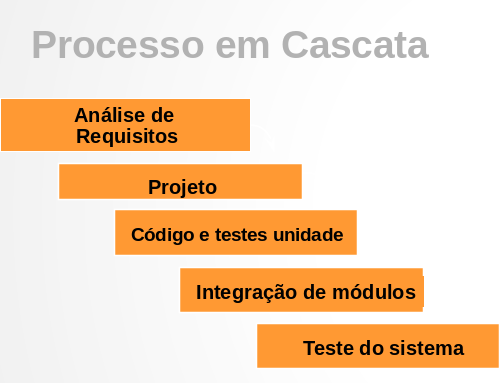 Processo em Cascata
Análise de
Requisitos
Projeto
Código e testes unidade
Integração de módulos
Teste do sistema